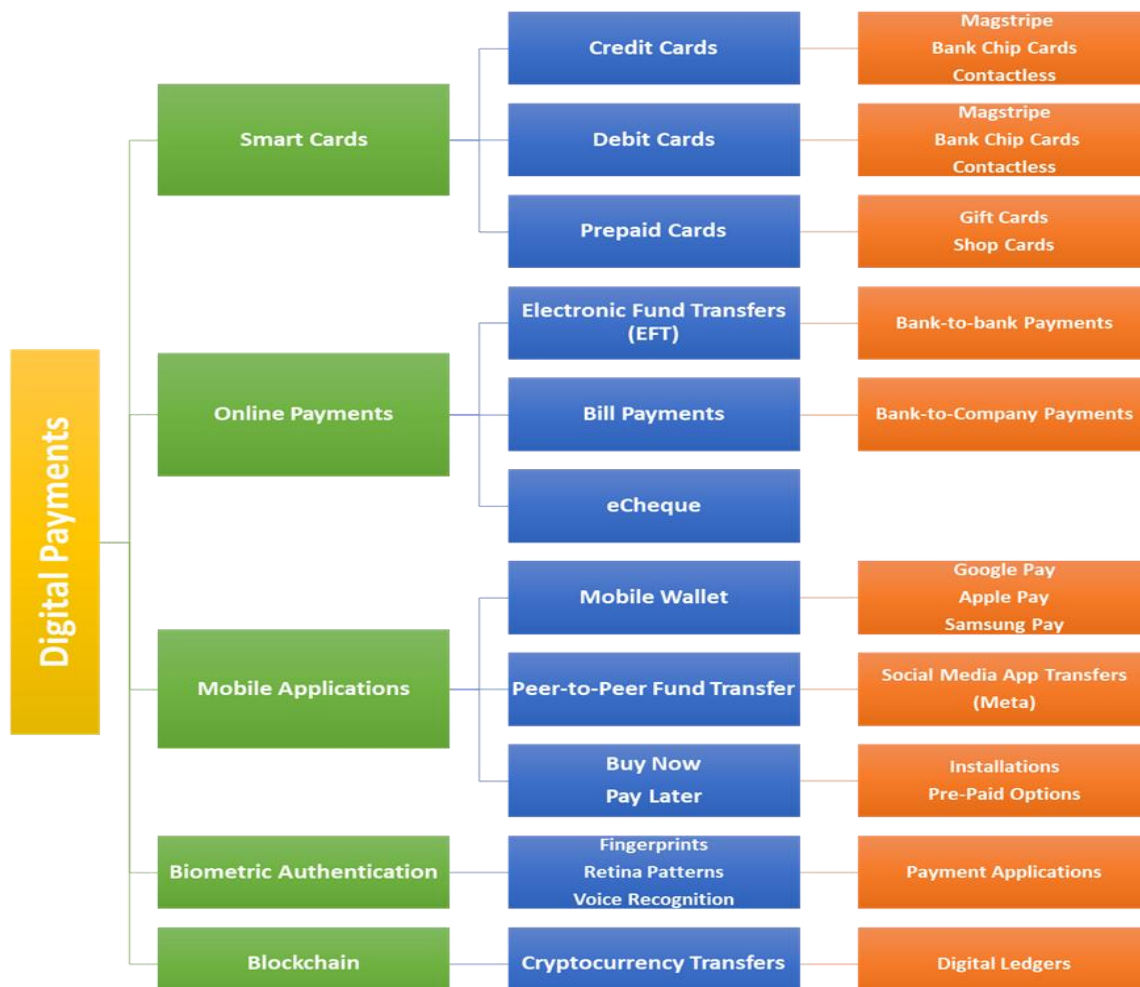 Digital Payments
Smart Cards
Credit Cards
Magstripe
Bank Chip Cards
Contactless
Debit Cards
Magstripe
Bank Chip Cards
Contactless
Prepaid Cards
Gift Cards
Shop Cards
Online Payments
Electronic Fund Transfers
(EFT)
Bank-to-bank Payments
Bill Payments
Bank-to-Company Payments
eCheque
Mobile Applications
Mobile Wallet
Google Pay
Apple Pay
Samsung Pay
Peer-to-Peer Fund Transfer
Social Media App Transfers
(Meta)
Buy Now
Pay Later
Installations
Pre-Paid Options
Biometric Authentication
Fingerprints
Retina Patterns
Voice Recognition
Payment Applications
Blockchain
Cryptocurrency Transfers
Digital Ledgers